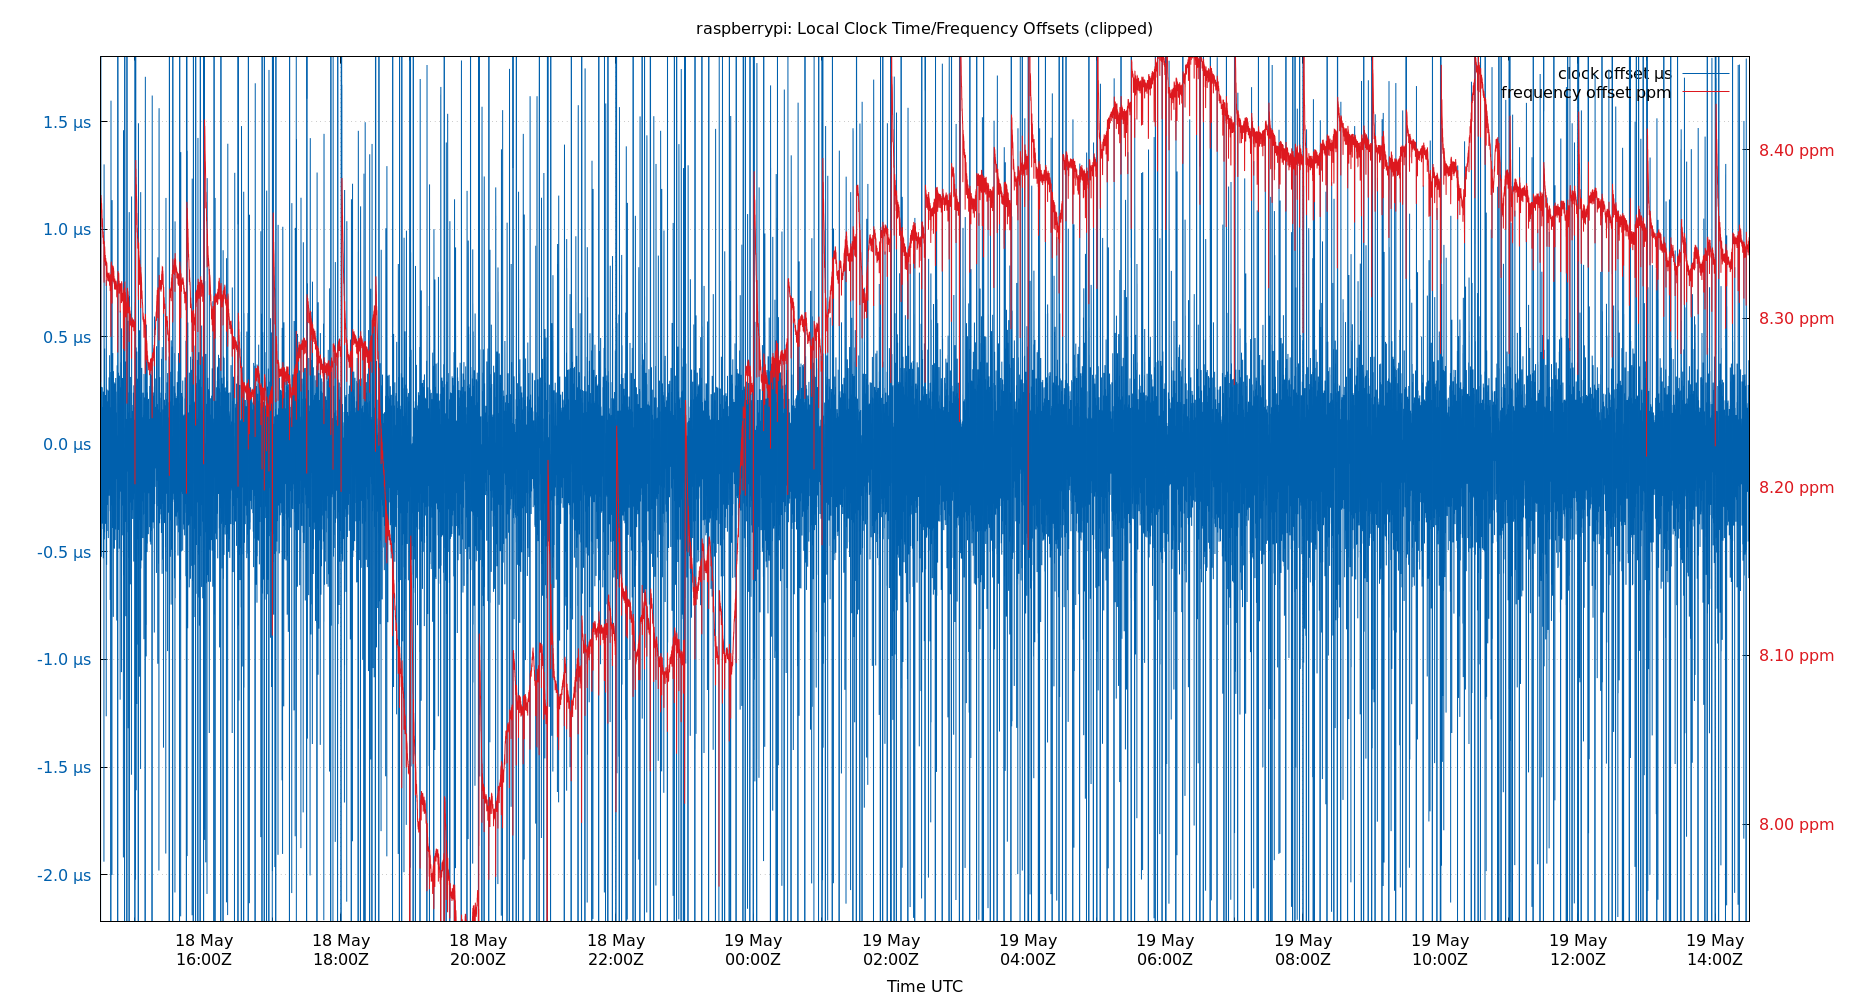 raspberrypi: Local Clock Time/Frequency Offsets (clipped)
clock offset µs
frequency offset ppm
1.5 µs
1.0 µs
0.5 µs
0.0 µs
-0.5 µs
-1.0 µs
-1.5 µs
-2.0 µs
8.40 ppm
8.30 ppm
8.20 ppm
8.10 ppm
8.00 ppm
18 May 18 May 18 May 18 May 19 May 19 May 19 May 19 May 19 May 19 May 19 May 19 May
16:00Z 18:00Z 20:00Z 22:00Z 00:00Z 02:00Z 04:00Z 06:00Z 08:00Z 10:00Z 12:00Z 14:00Z
Time UTC